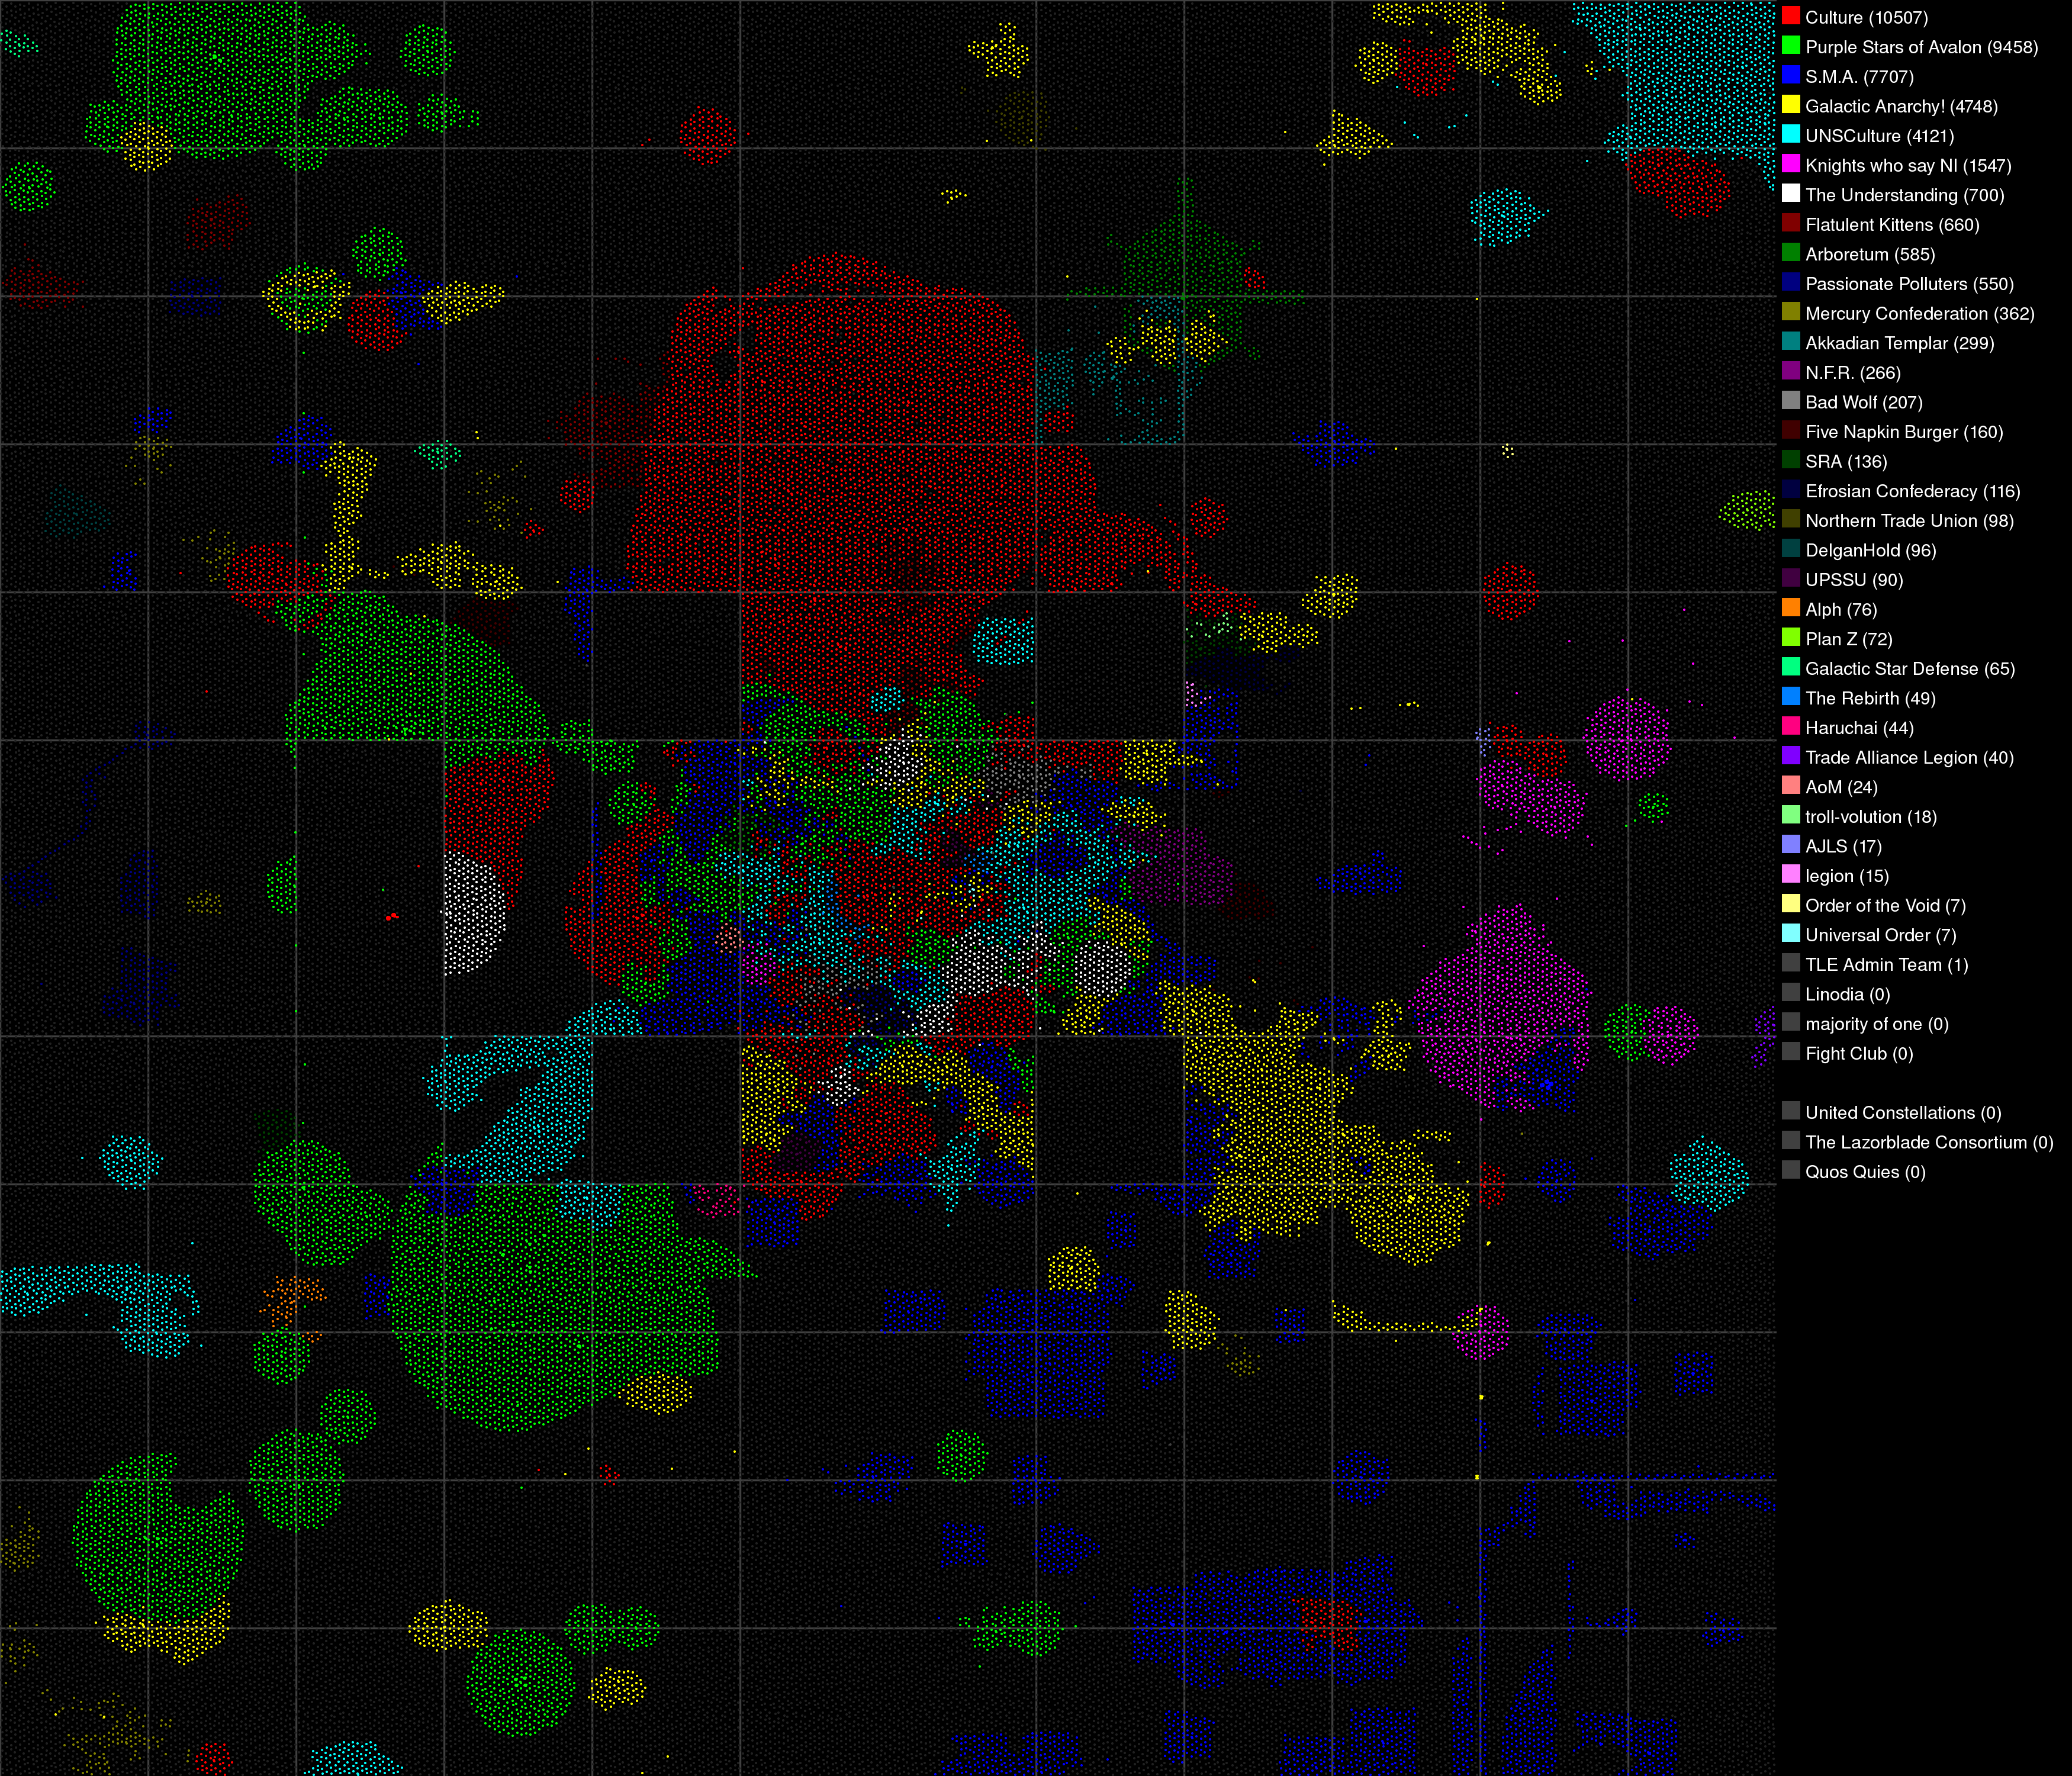 Culture (10507)
Purple Stars of Avalon (9458)
S.M.A. (7707)
Galactic Anarchy! (4748)
UNSCulture (4121)
Knights who say NI (1547)
The Understanding (700)
Flatulent Kittens (660)
Arboretum (585)
Passionate Polluters (550)
Mercury Confederation (362)
Akkadian Templar (299)
N.F.R. (266)
Bad Wolf (207)
Five Napkin Burger (160)
SRA (136)
Efrosian Confederacy (116)
Northern Trade Union (98)
DelganHold (96)
UPSSU (90)
Alph (76)
Plan Z (72)
Galactic Star Defense (65)
The Rebirth (49)
Haruchai (44)
Trade Alliance Legion (40)
AoM (24)
troll-volution (18)
AJLS (17)
legion (15)
Order of the Void (7)
Universal Order (7)
TLE Admin Team (1)
Linodia (0)
majority of one (0)
Fight Club (0)
United Constellations (0)
The Lazorblade Consortium (0)
Quos Quies (0)